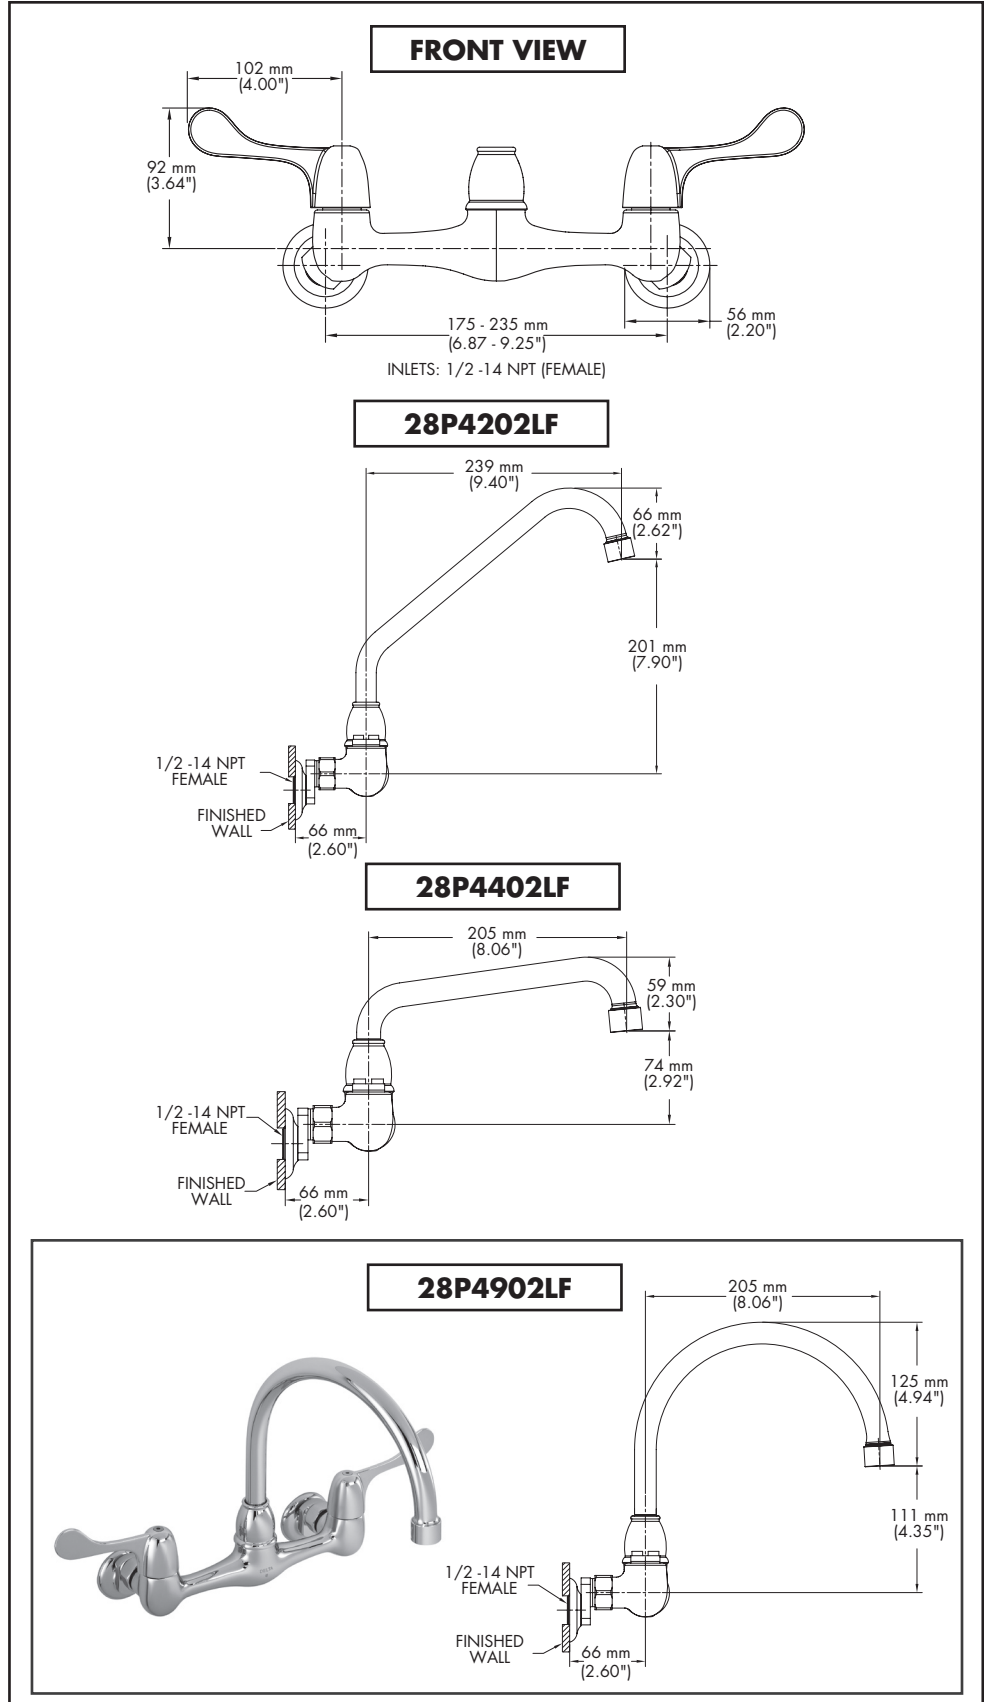 FRONT VIEW
102 mm
(4.00")
92 mm
(3.64")
175 - 235 mm
(6.87 - 9.25")
56 mm
(2.20")
INLETS: 1/2 -14 NPT (FEMALE)
28P4202LF
239 mm
(9.40")
66 mm
(2.62")
201 mm
(7.90")
1/2 -14 NPT
FEMALE
FINISHED
WALL
66 mm
(2.60")
28P4402LF
205 mm
(8.06")
59 mm
(2.30")
74 mm
(2.92")
1/2 -14 NPT
FEMALE
FINISHED
WALL
66 mm
(2.60")
28P4902LF
205 mm
(8.06")
125 mm
(4.94")
111 mm
(4.35")
1/2 -14 NPT
FEMALE
FINISHED
WALL
66 mm
(2.60")